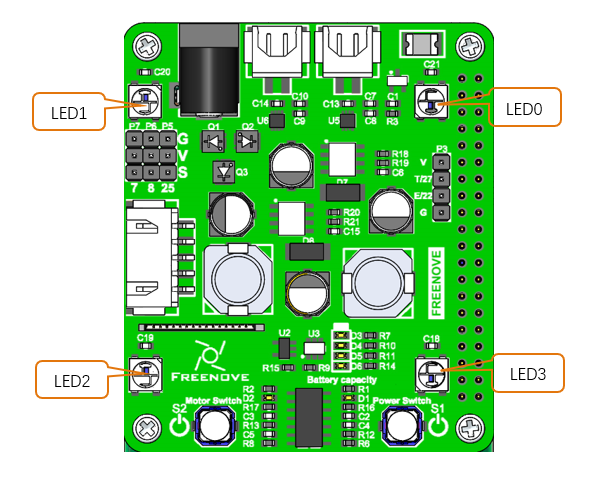 C20
C21
LED1
LED0
C14
C10
C9
U6
C13
C7
C8
U5
C1
R3
P7 P6 P5
G
V
S
7 8 25
Q1
Q2
Q3
R18
R19
C6
D7
P3
V
T/27
E/22
G
R20
R21
C15
D8
FREENOVE
C19
C18
U2
U3
R15
R9
D3
D4
D5
D6
R7
R10
R11
R14
FREENOVE
Battery capacity
LED2
LED3
Motor Switch
Power Switch
S2
S1
R2
D2
R17
C3
R13
C5
R8
R1
D1
R16
C2
C4
R12
R6